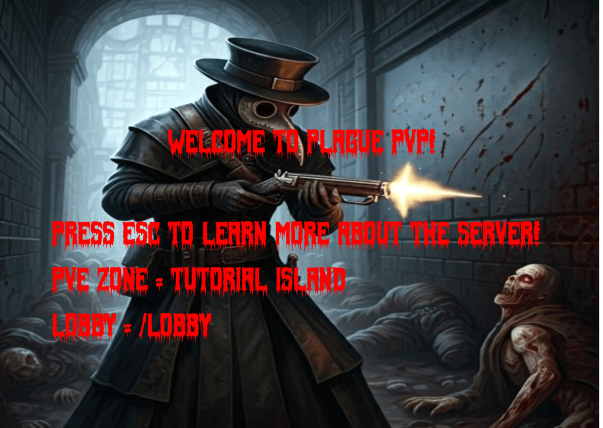 WELCOME TO PLAGUE PVP!
PRESS ESC TO LEARN MORE ABOUT THE SERVER!
PVE ZONE = TUTORIAL ISLAND
LOBBY = /LOBBY